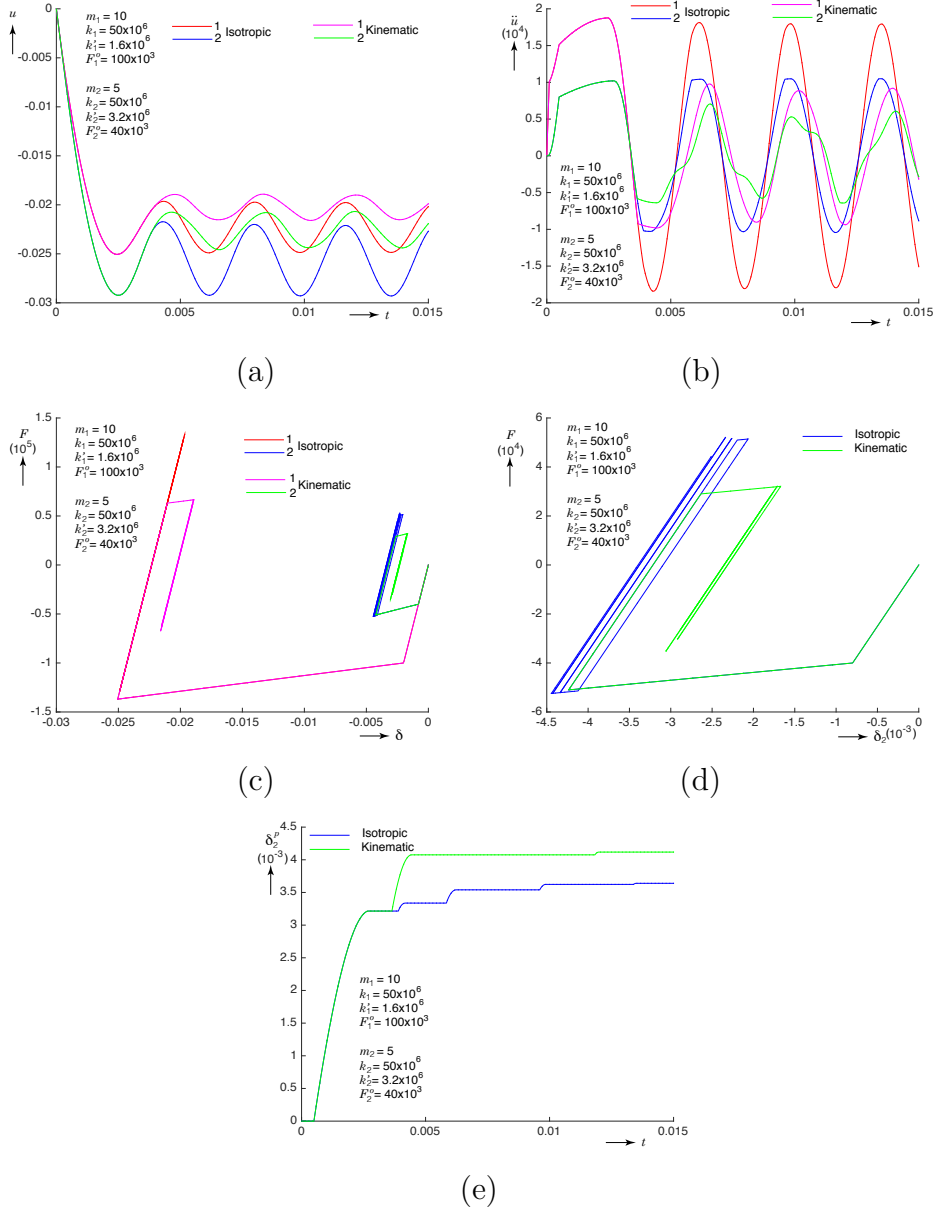 u
0
-0.005
-0.01
-0.015
-0.02
-0.025
-0.03
m₁ = 10
k₁ = 50x10⁶
k'₁= 1.6x10⁶
F₁ᵒ= 100x10³
m₂ = 5
k₂ = 50x10⁶
k'₂= 3.2x10⁶
F₂ᵒ= 40x10³
1
2 Isotropic
1
2 Kinematic
0.005
0.01
0.015
t
(a)
ü
(10⁴)
2
1.5
1
0.5
0
-0.5
-1
-1.5
-2
1
2 Isotropic
1
2 Kinematic
m₁ = 10
k₁ = 50x10⁶
k'₁= 1.6x10⁶
F₁ᵒ= 100x10³
m₂ = 5
k₂ = 50x10⁶
k'₂= 3.2x10⁶
F₂ᵒ= 40x10³
0
0.005
0.01
0.015
t
(b)
F
(10⁵)
1.5
1
0.5
0
-0.5
-1
-1.5
m₁ = 10
k₁ = 50x10⁶
k'₁= 1.6x10⁶
F₁ᵒ= 100x10³
m₂ = 5
k₂ = 50x10⁶
k'₂= 3.2x10⁶
F₂ᵒ= 40x10³
1
2 Isotropic
1
2 Kinematic
-0.03 -0.025 -0.02 -0.015 -0.01 -0.005 0
δ
(c)
F
(10⁴)
6
4
2
0
-2
-4
-6
m₁ = 10
k₁ = 50x10⁶
k'₁= 1.6x10⁶
F₁ᵒ= 100x10³
m₂ = 5
k₂ = 50x10⁶
k'₂= 3.2x10⁶
F₂ᵒ= 40x10³
Isotropic
Kinematic
-4.5 -4 -3.5 -3 -2.5 -2 -1.5 -1 -0.5 0
δ₂(10⁻³)
(d)
δ₂ᵖ
(10⁻³)
4.5
4
3.5
3
2.5
2
1.5
1
0.5
0
Isotropic
Kinematic
m₁ = 10
k₁ = 50x10⁶
k'₁= 1.6x10⁶
F₁ᵒ= 100x10³
m₂ = 5
k₂ = 50x10⁶
k'₂= 3.2x10⁶
F₂ᵒ= 40x10³
0 0.005 0.01 0.015
t
(e)